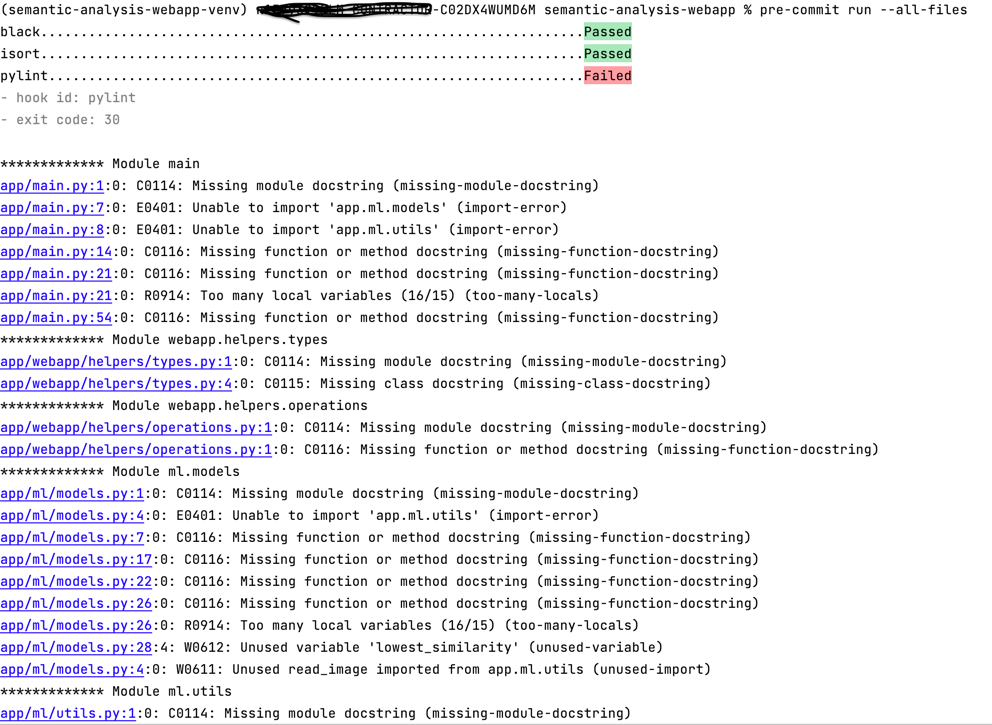 (semantic-analysis-webapp-venv) -C02DX4WUMD6M semantic-analysis-webapp % pre-commit run --all-files
black...................................................................Passed
isort...................................................................Passed
pylint..................................................................Failed
- hook id: pylint
- exit code: 30
************* Module main
app/main.py:1:0: C0114: Missing module docstring (missing-module-docstring)
app/main.py:7:0: E0401: Unable to import 'app.ml.models' (import-error)
app/main.py:8:0: E0401: Unable to import 'app.ml.utils' (import-error)
app/main.py:14:0: C0116: Missing function or method docstring (missing-function-docstring)
app/main.py:21:0: C0116: Missing function or method docstring (missing-function-docstring)
app/main.py:21:0: R0914: Too many local variables (16/15) (too-many-locals)
app/main.py:54:0: C0116: Missing function or method docstring (missing-function-docstring)
************* Module webapp.helpers.types
app/webapp/helpers/types.py:1:0: C0114: Missing module docstring (missing-module-docstring)
app/webapp/helpers/types.py:4:0: C0115: Missing class docstring (missing-class-docstring)
************* Module webapp.helpers.operations
app/webapp/helpers/operations.py:1:0: C0114: Missing module docstring (missing-module-docstring)
app/webapp/helpers/operations.py:1:0: C0116: Missing function or method docstring (missing-function-docstring)
************* Module ml.models
app/ml/models.py:1:0: C0114: Missing module docstring (missing-module-docstring)
app/ml/models.py:4:0: E0401: Unable to import 'app.ml.utils' (import-error)
app/ml/models.py:7:0: C0116: Missing function or method docstring (missing-function-docstring)
app/ml/models.py:17:0: C0116: Missing function or method docstring (missing-function-docstring)
app/ml/models.py:22:0: C0116: Missing function or method docstring (missing-function-docstring)
app/ml/models.py:26:0: C0116: Missing function or method docstring (missing-function-docstring)
app/ml/models.py:26:0: R0914: Too many local variables (16/15) (too-many-locals)
app/ml/models.py:28:4: W0612: Unused variable 'lowest_similarity' (unused-variable)
app/ml/models.py:4:0: W0611: Unused read_image imported from app.ml.utils (unused-import)
************* Module ml.utils
app/ml/utils.py:1:0: C0114: Missing module docstring (missing-module-docstring)